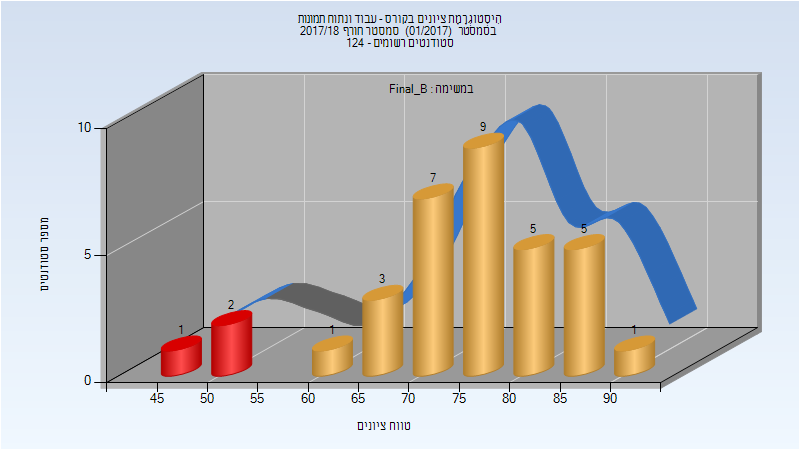 היסטוגרמת ציונים בקורס - עבוד ונתוח תמונות
בסמסטר (01/2017) סמסטר חורף 2017/18
סטודנטים רשומים - 124
במשימה : Final_B
מספר סטודנטים
10
5
0
1
2
1
3
7
9
5
5
1
45 50 55 60 65 70 75 80 85 90
טווח ציונים